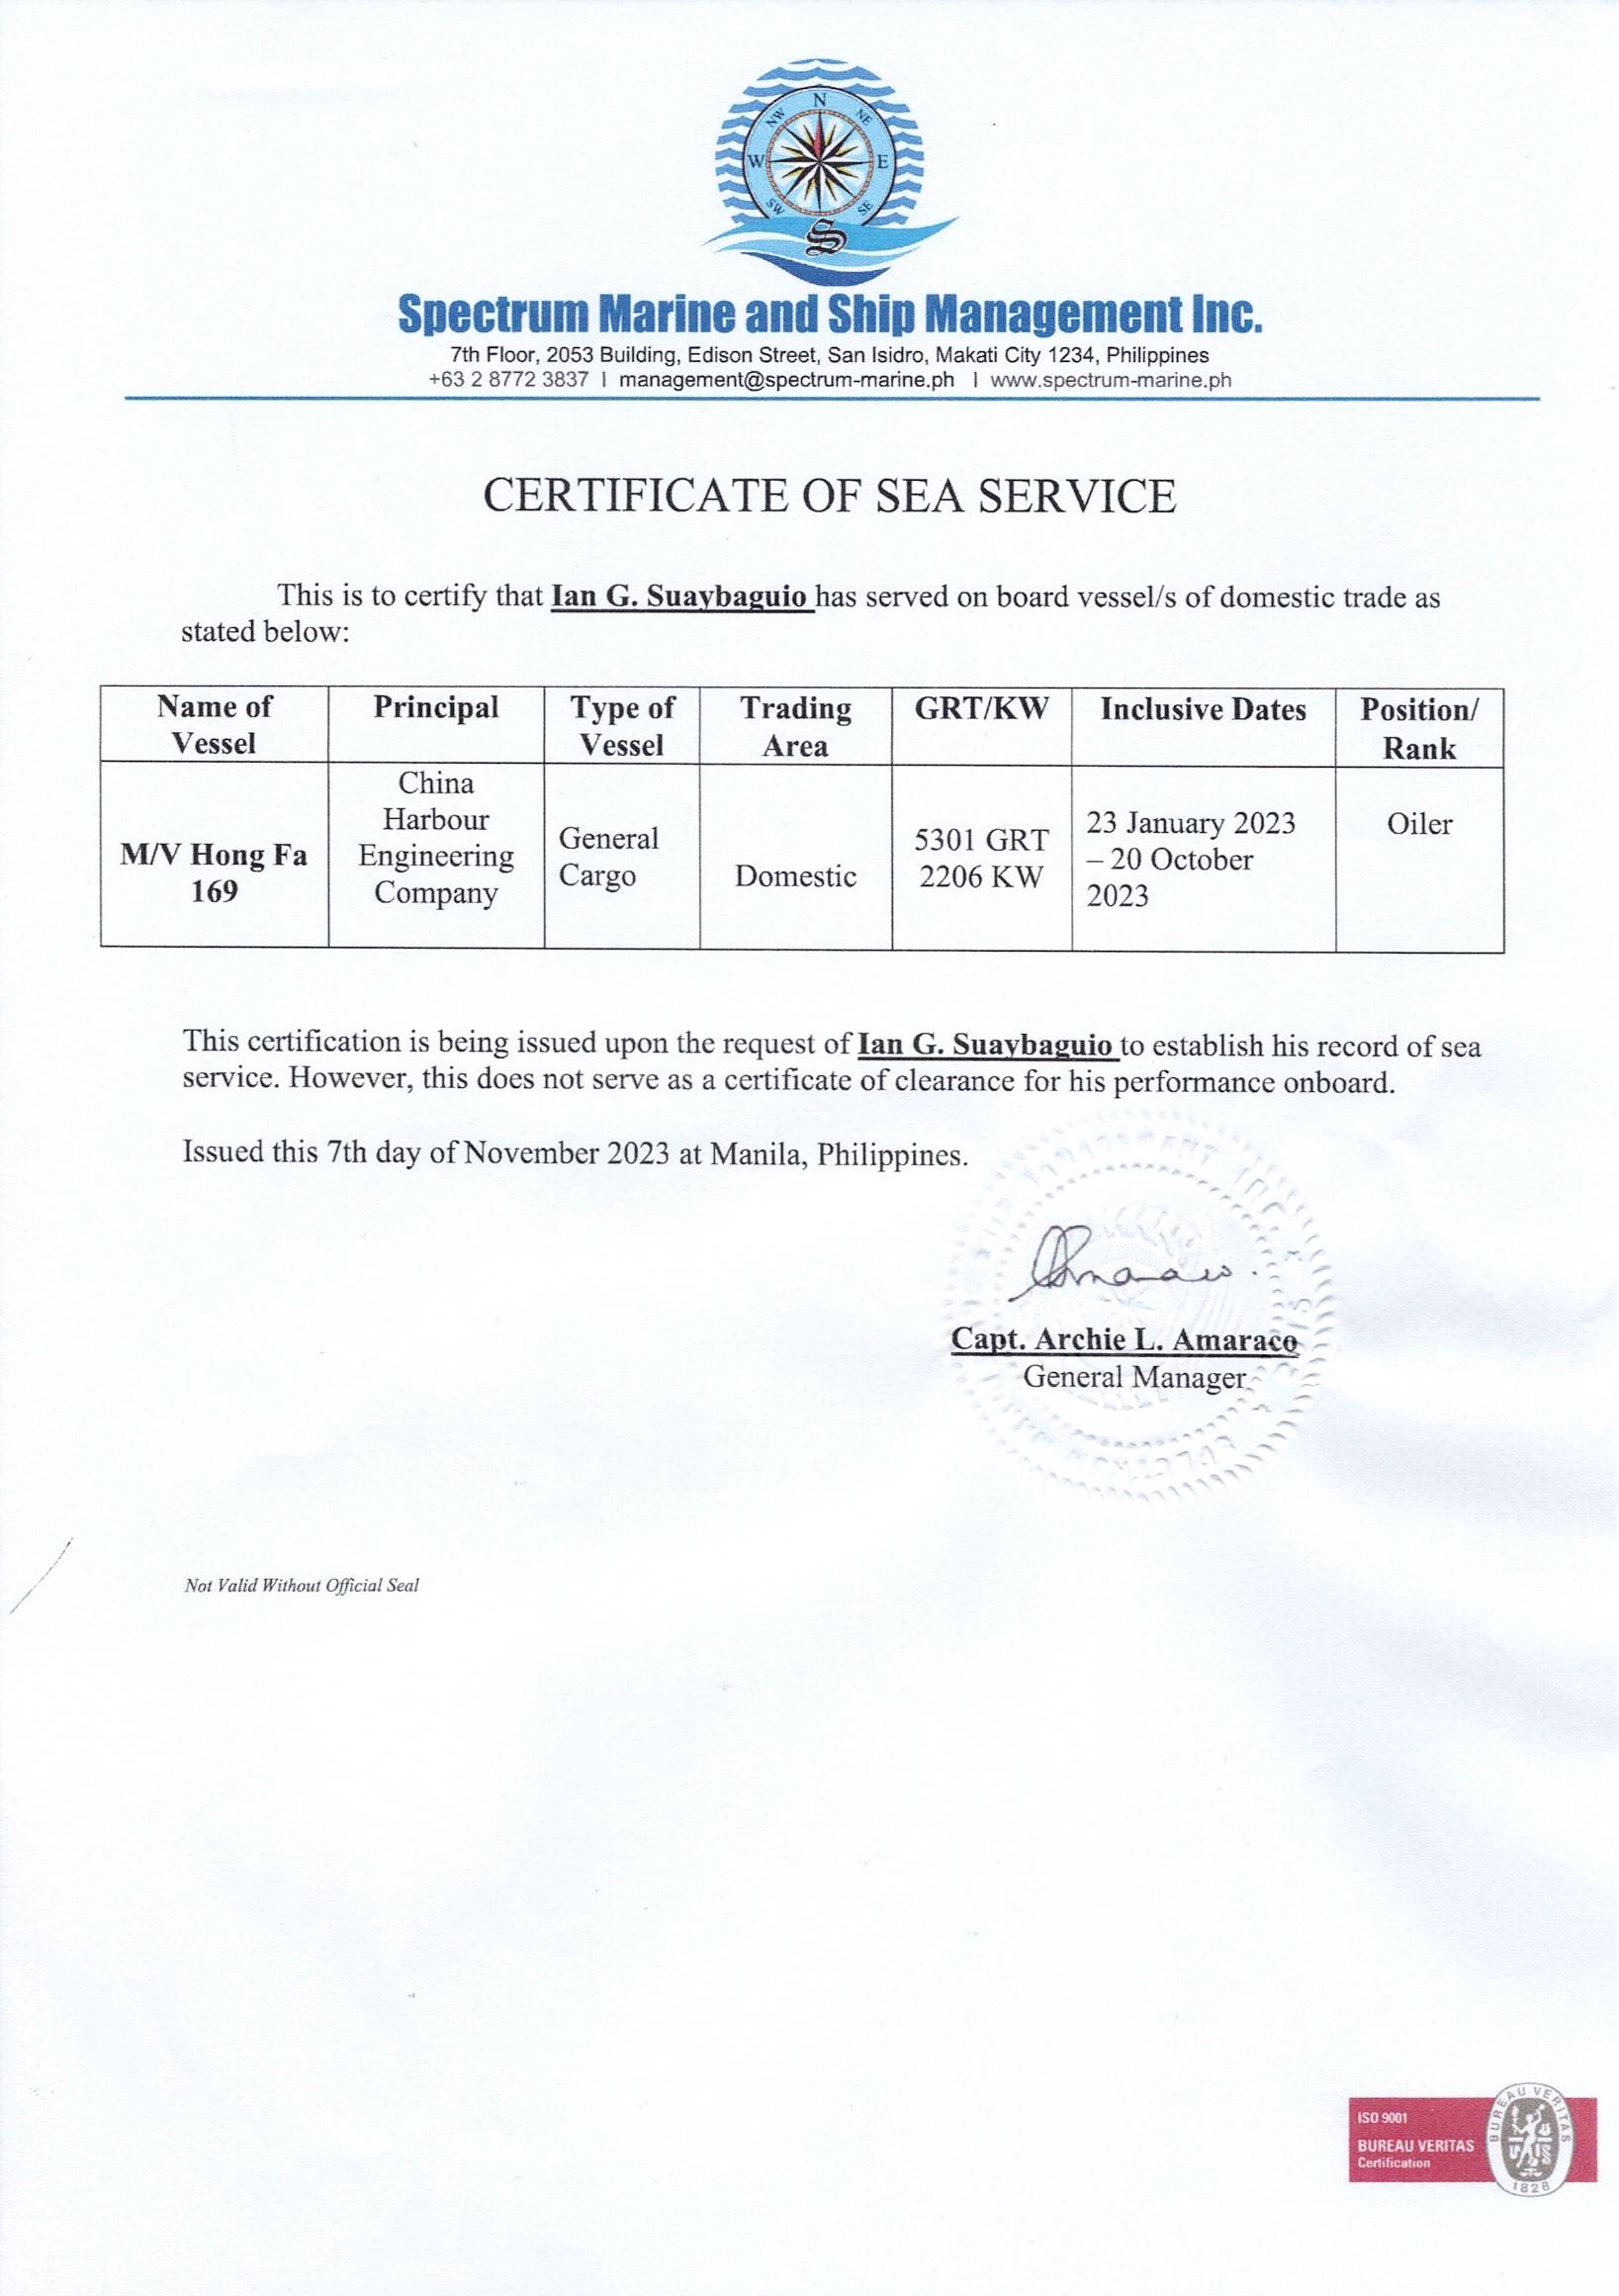 N
NW
NE
W
E
SW
SE
S
Spectrum Marine and Ship Management Inc.
7th Floor, 2053 Building, Edison Street, San Isidro, Makati City 1234, Philippines
+63 2 8772 3837 | management@spectrum-marine.ph | www.spectrum-marine.ph
CERTIFICATE OF SEA SERVICE
This is to certify that Ian G. Suaybaguio has served on board vessel/s of domestic trade as
stated below:
Name of Vessel Principal Type of Vessel Trading Area GRT/KW Inclusive Dates Position/ Rank
M/V Hong Fa 169 China Harbour Engineering Company General Cargo Domestic 5301 GRT 2206 KW 23 January 2023 – 20 October 2023 Oiler
This certification is being issued upon the request of Ian G. Suaybaguio to establish his record of sea
service. However, this does not serve as a certificate of clearance for his performance onboard.
Issued this 7th day of November 2023 at Manila, Philippines.
Capt. Archie L. Amaraco
General Manager
Not Valid Without Official Seal
ISO 9001
BUREAU VERITAS
Certification
BUREAU VERITAS
1828